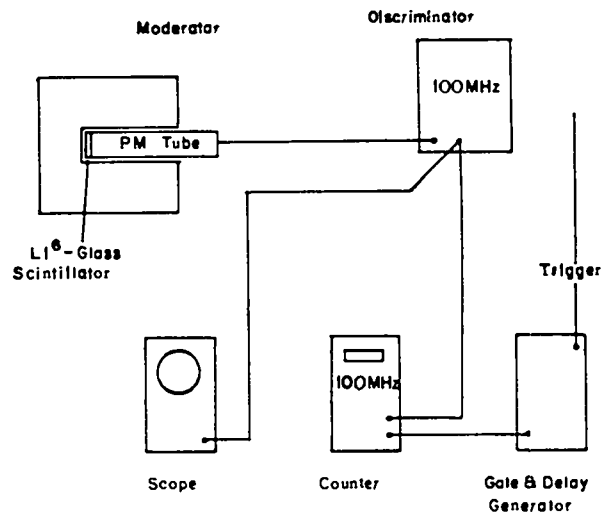 Moderator
Discriminator
100MHz
PM Tube
Li⁶-Glass
Scintillator
Trigger
100MHz
Scope
Counter
Gate & Delay
Generator